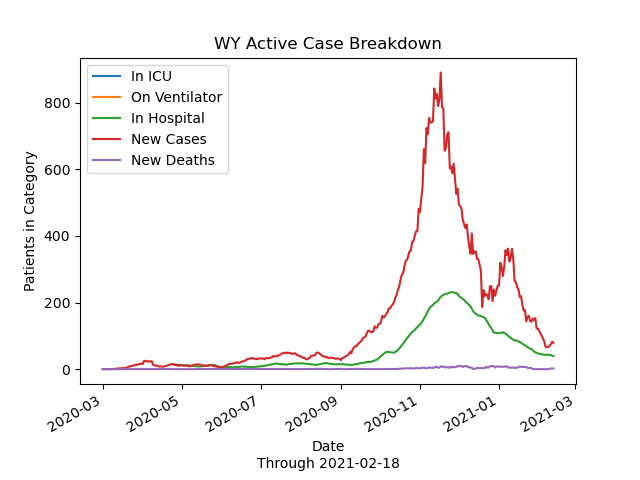 WY Active Case Breakdown
In ICU
On Ventilator
In Hospital
New Cases
New Deaths
Patients in Category
800
600
400
200
0
2020-03
2020-05
2020-07
2020-09
2020-11
2021-01
2021-03
Date
Through 2021-02-18